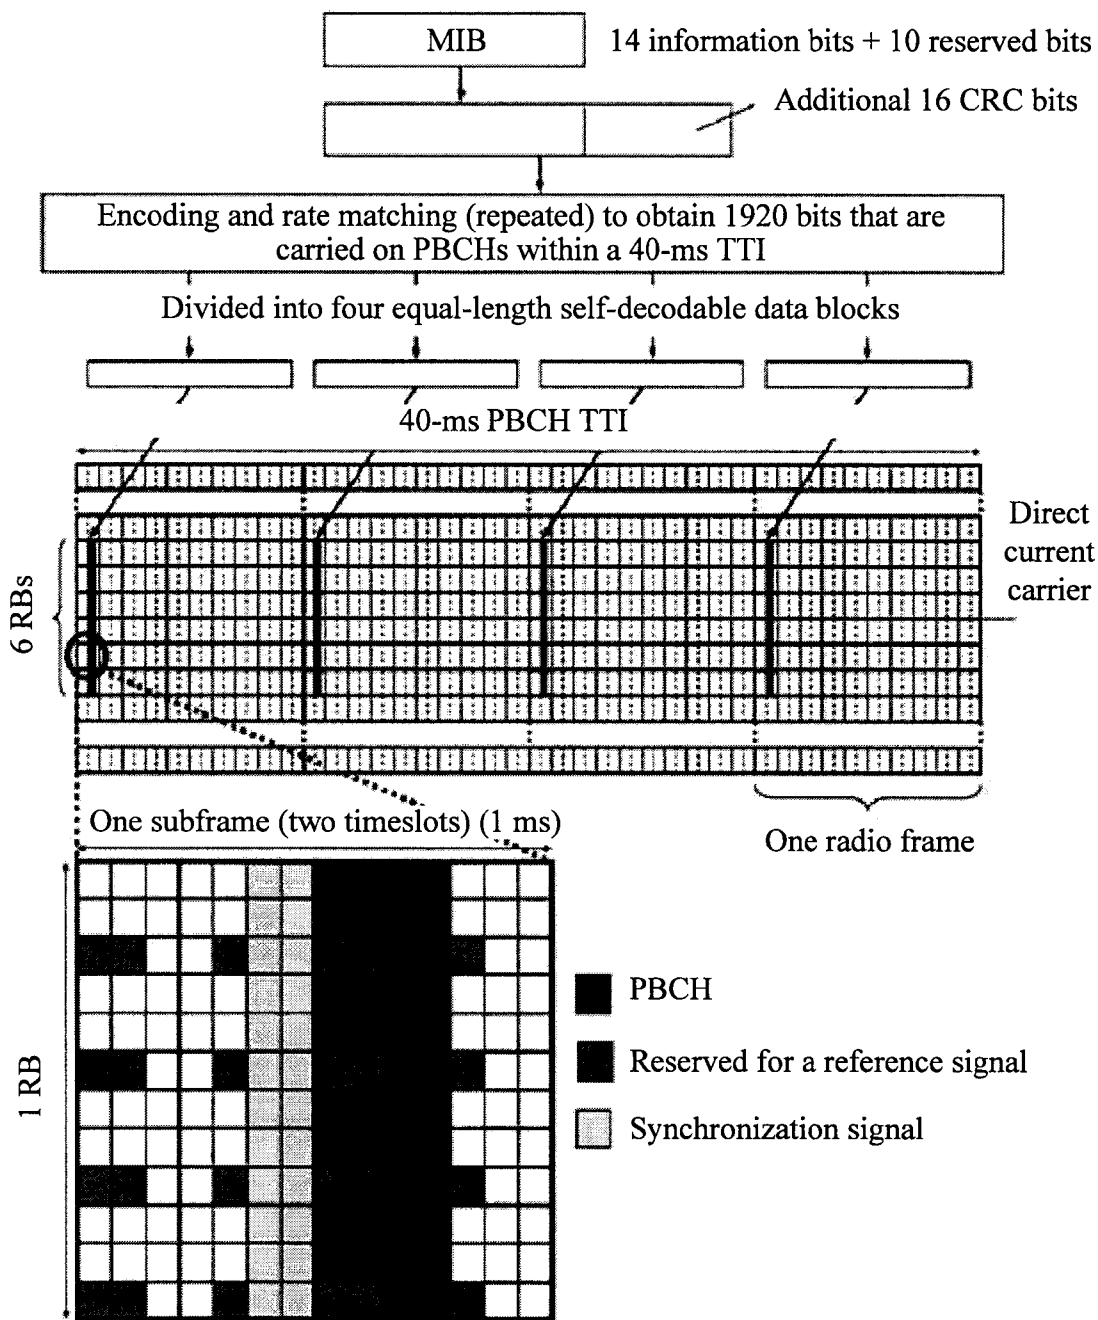 MIB
14 information bits + 10 reserved bits
Additional 16 CRC bits
Encoding and rate matching (repeated) to obtain 1920 bits that are
carried on PBCHs within a 40-ms TTI
Divided into four equal-length self-decodable data blocks
40-ms PBCH TTI
Direct
current
carrier
6 RBs
One subframe (two timeslots) (1 ms)
One radio frame
1 RB
PBCH
Reserved for a reference signal
Synchronization signal